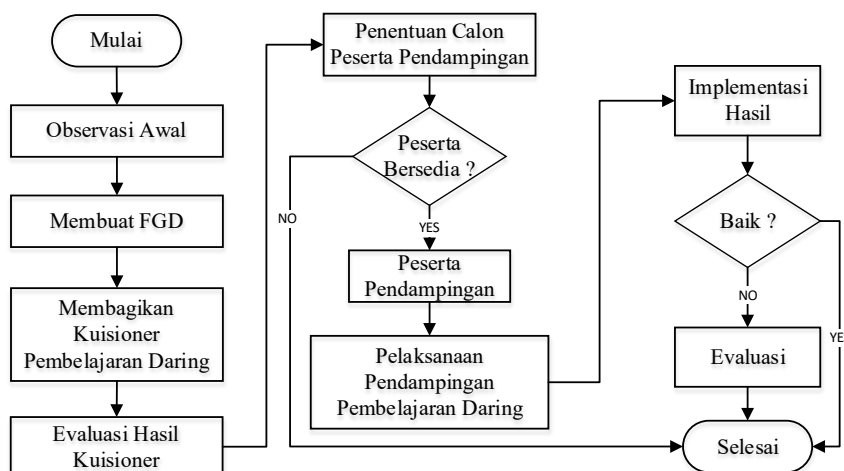 Mulai
Observasi Awal
Membuat FGD
Membagikan
Kuisioner
Pembelajaran Daring
Evaluasi Hasil
Kuisioner
Penentuan Calon
Peserta Pendampingan
Peserta
Bersedia ?
NO
YES
Peserta
Pendampingan
Pelaksanaan
Pendampingan
Pembelajaran Daring
Implementasi
Hasil
Baik ?
NO
YE
Evaluasi
Selesai